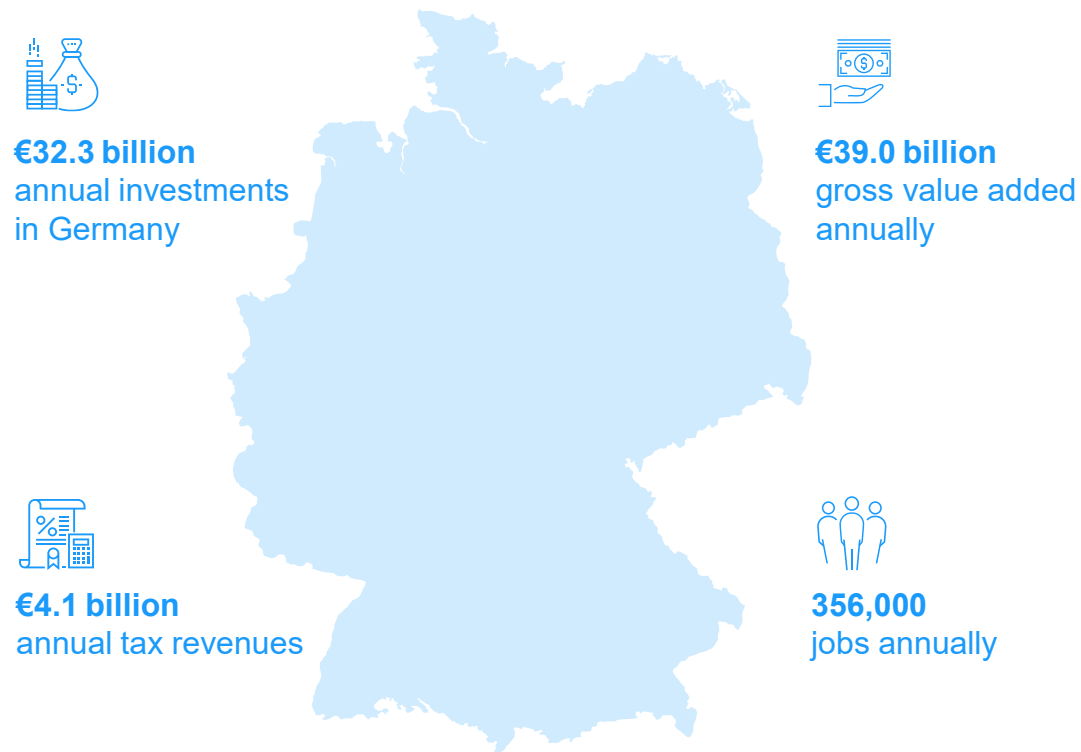 €32.3 billion
annual investments
in Germany
€39.0 billion
gross value added
annually
€4.1 billion
annual tax revenues
356,000
jobs annually